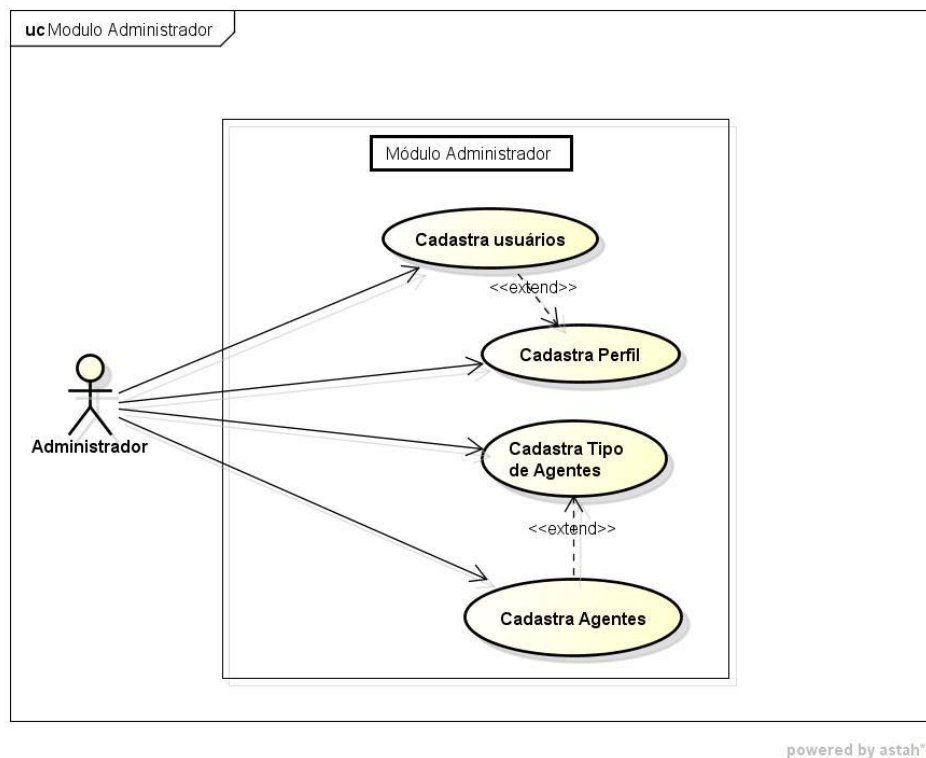 uc Modulo Administrador
Módulo Administrador
Cadastra usuários
<<extend>>
Cadastra Perfil
Administrador
Cadastra Tipo
de Agentes
<<extend>>
Cadastra Agentes
powered by astah*